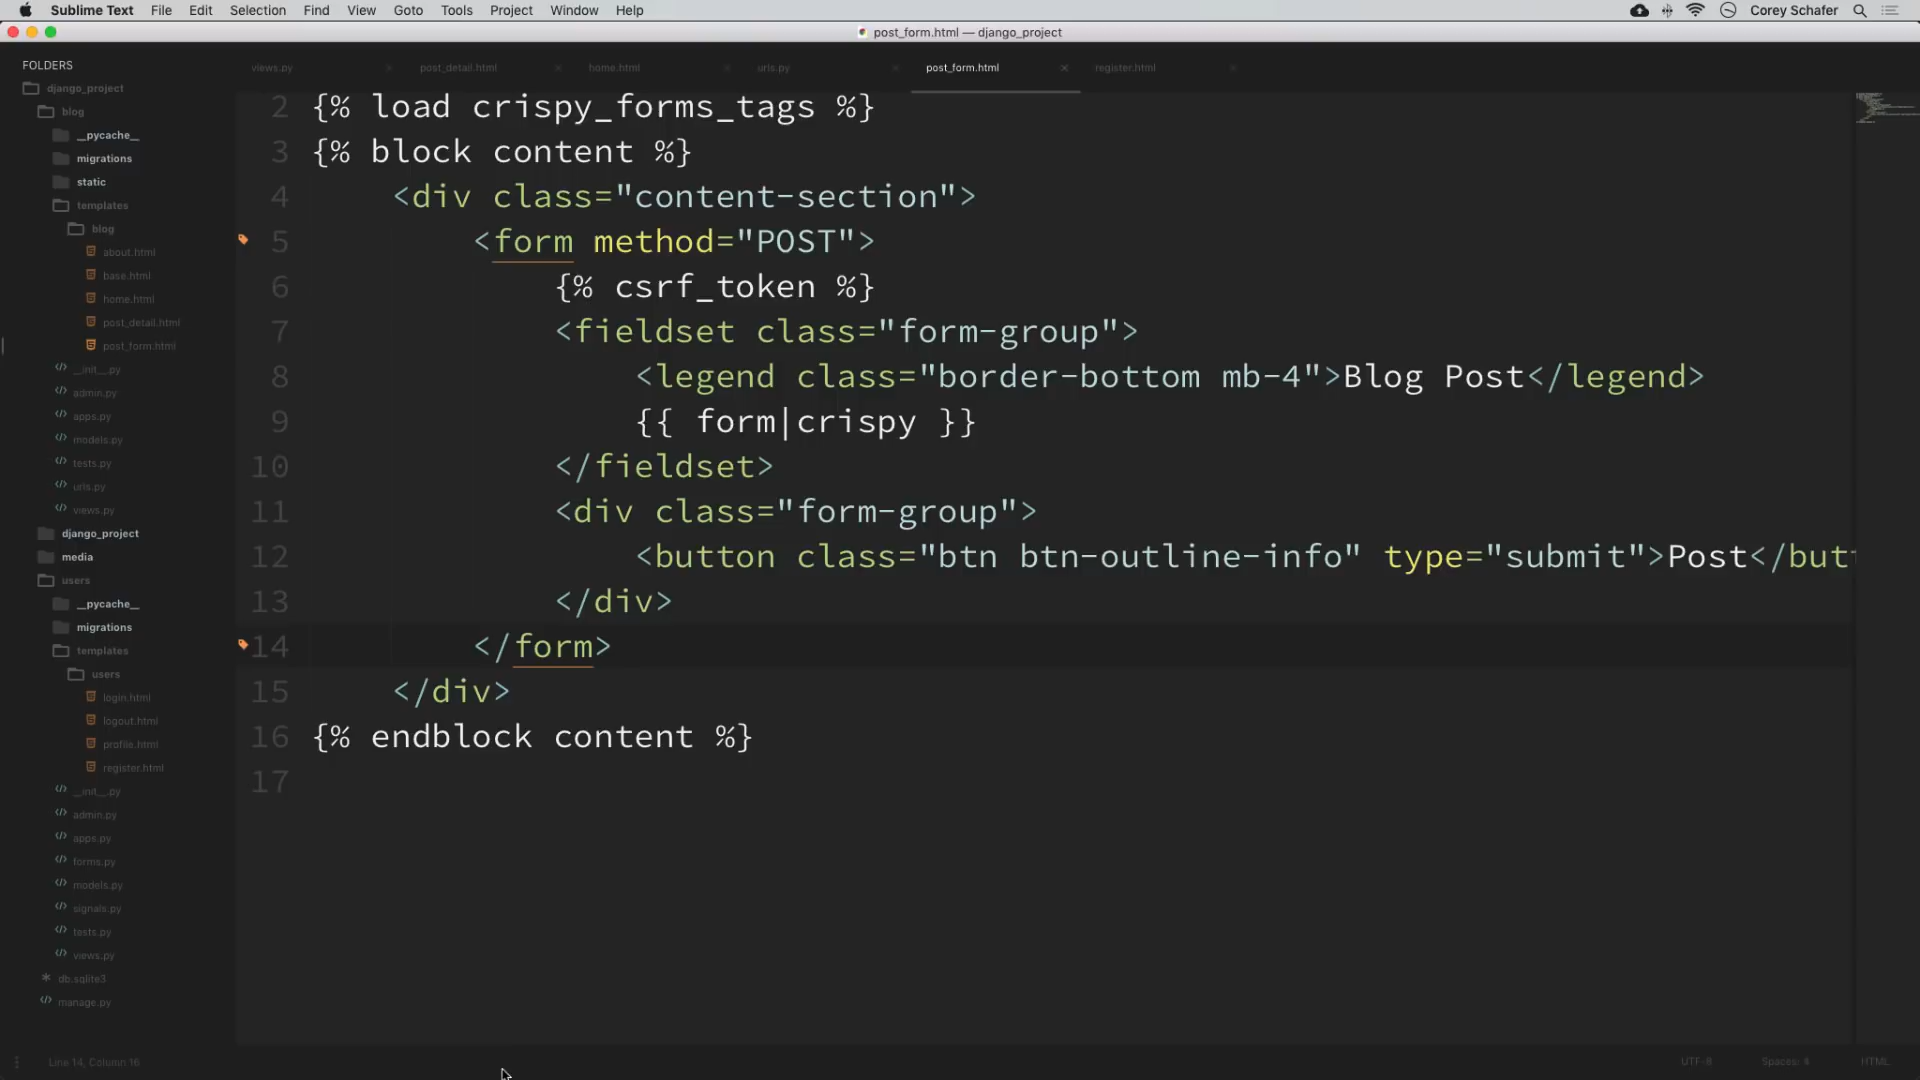 Sublime Text File Edit Selection Find View Goto Tools Project Window Help Corey Schafer
post_form.html — django_project
FOLDERS
django_project
blog
__pycache__
migrations
static
templates
blog
about.html
base.html
home.html
post_detail.html
post_form.html
__init__.py
admin.py
apps.py
models.py
tests.py
urls.py
views.py
django_project
media
users
__pycache__
migrations
templates
users
login.html
logout.html
profile.html
register.html
__init__.py
admin.py
apps.py
forms.py
models.py
signals.py
tests.py
views.py
db.sqlite3
manage.py
views.py post_detail.html home.html urls.py post_form.html register.html
2 {% load crispy_forms_tags %}
3 {% block content %}
4 <div class="content-section">
5 <form method="POST">
6 {% csrf_token %}
7 <fieldset class="form-group">
8 <legend class="border-bottom mb-4">Blog Post</legend>
9 {{ form|crispy }}
10 </fieldset>
11 <div class="form-group">
12 <button class="btn btn-outline-info" type="submit">Post</butt
13 </div>
14 </form>
15 </div>
16 {% endblock content %}
17
Line 14, Column 16 UTF-8 Spaces: HTML